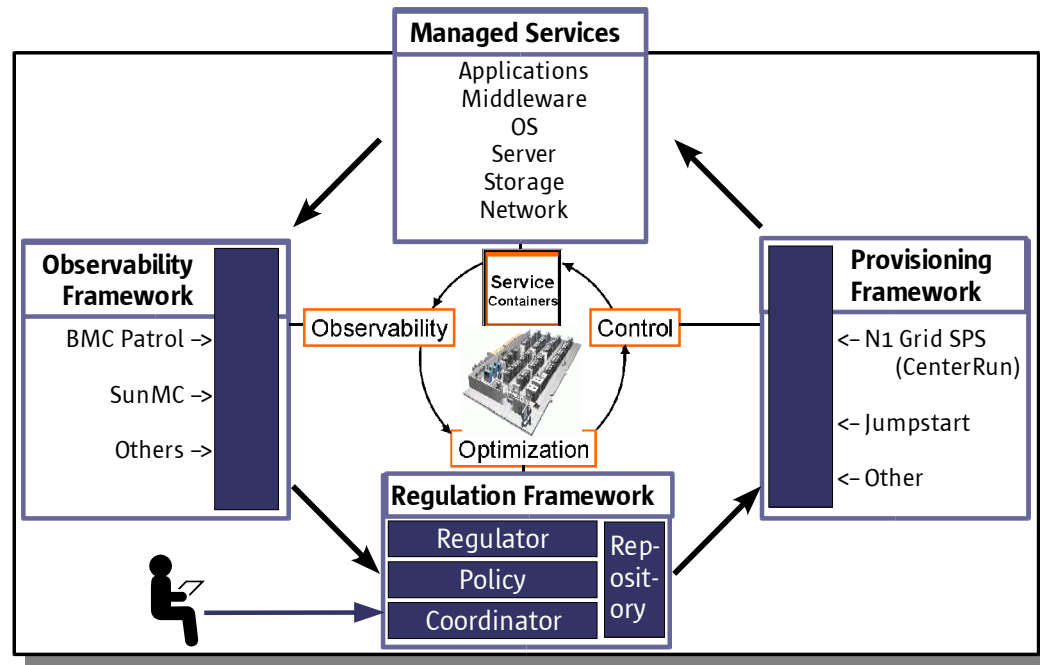 Managed Services
Applications
Middleware
OS
Server
Storage
Network
Observability
Framework
BMC Patrol ->
SunMC ->
Others ->
Service
Containers
Observability
Control
Optimization
Provisioning
Framework
<- N1 Grid SPS
(CenterRun)
<- Jumpstart
<- Other
Regulation Framework
Regulator
Policy
Coordinator
Rep-
osit-
ory